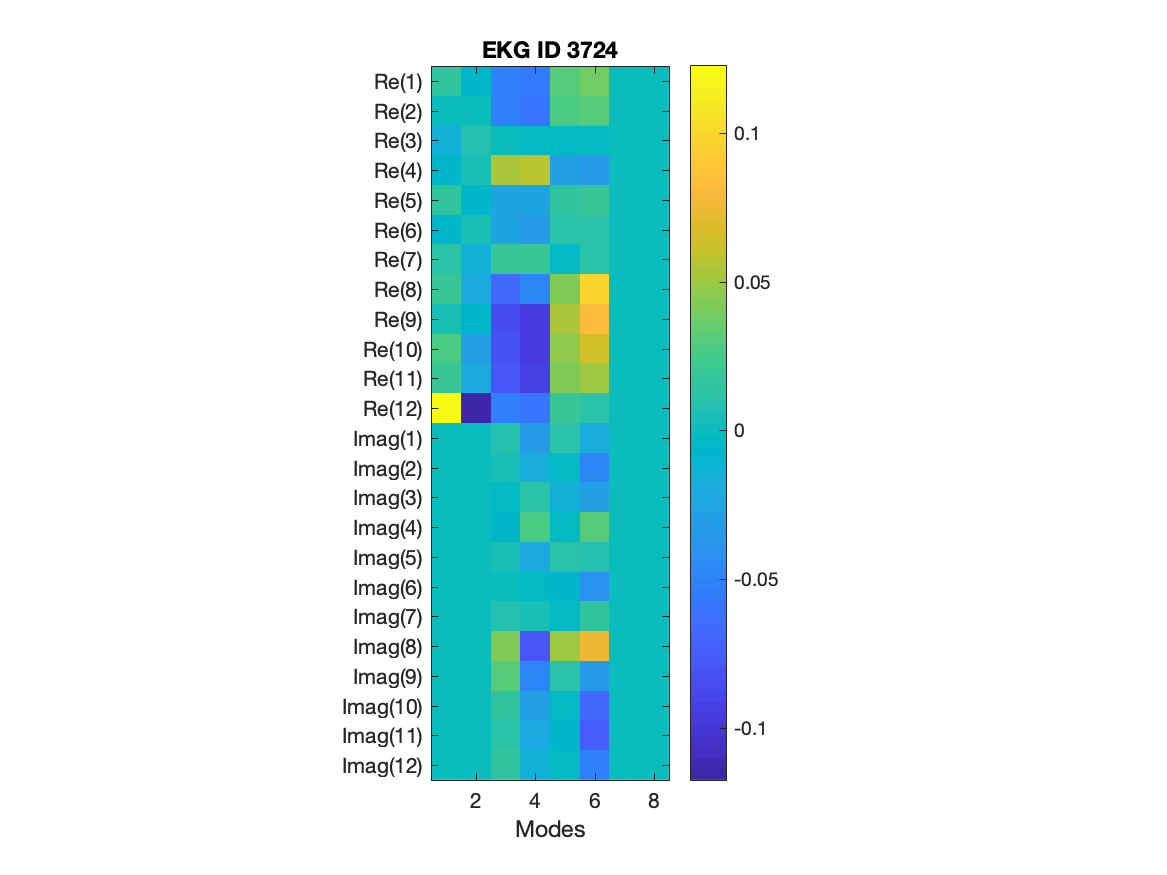 EKG ID 3724
Re(1)
Re(2)
Re(3)
Re(4)
Re(5)
Re(6)
Re(7)
Re(8)
Re(9)
Re(10)
Re(11)
Re(12)
Imag(1)
Imag(2)
Imag(3)
Imag(4)
Imag(5)
Imag(6)
Imag(7)
Imag(8)
Imag(9)
Imag(10)
Imag(11)
Imag(12)
2 4 6 8
Modes
0.1
0.05
0
-0.05
-0.1